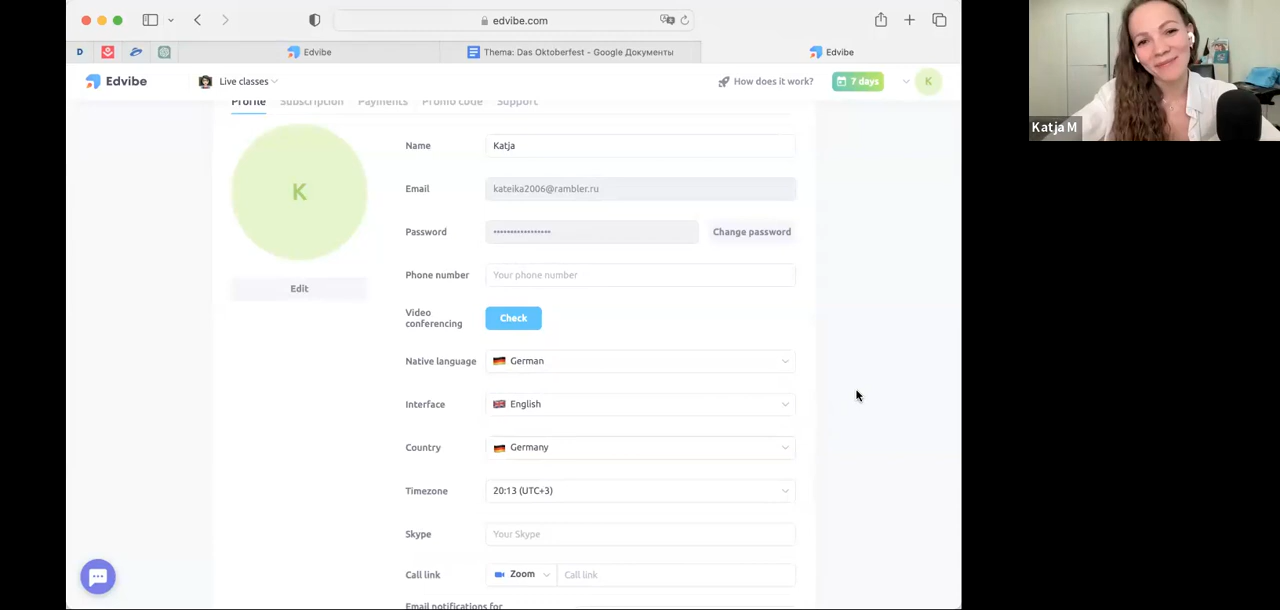 edvibe.com
D
Edvibe
Thema: Das Oktoberfest - Google Документы
Edvibe
Edvibe
Live classes
How does it work?
7 days
K
Profile Subscription Payments Promo code Support
K
Edit
Name
Katja
Email
kateika2006@rambler.ru
Password
Change password
Phone number
Your phone number
Video conferencing
Check
Native language
German
Interface
English
Country
Germany
Timezone
20:13 (UTC+3)
Skype
Your Skype
Call link
Zoom
Call link
Email notifications for
Katja M